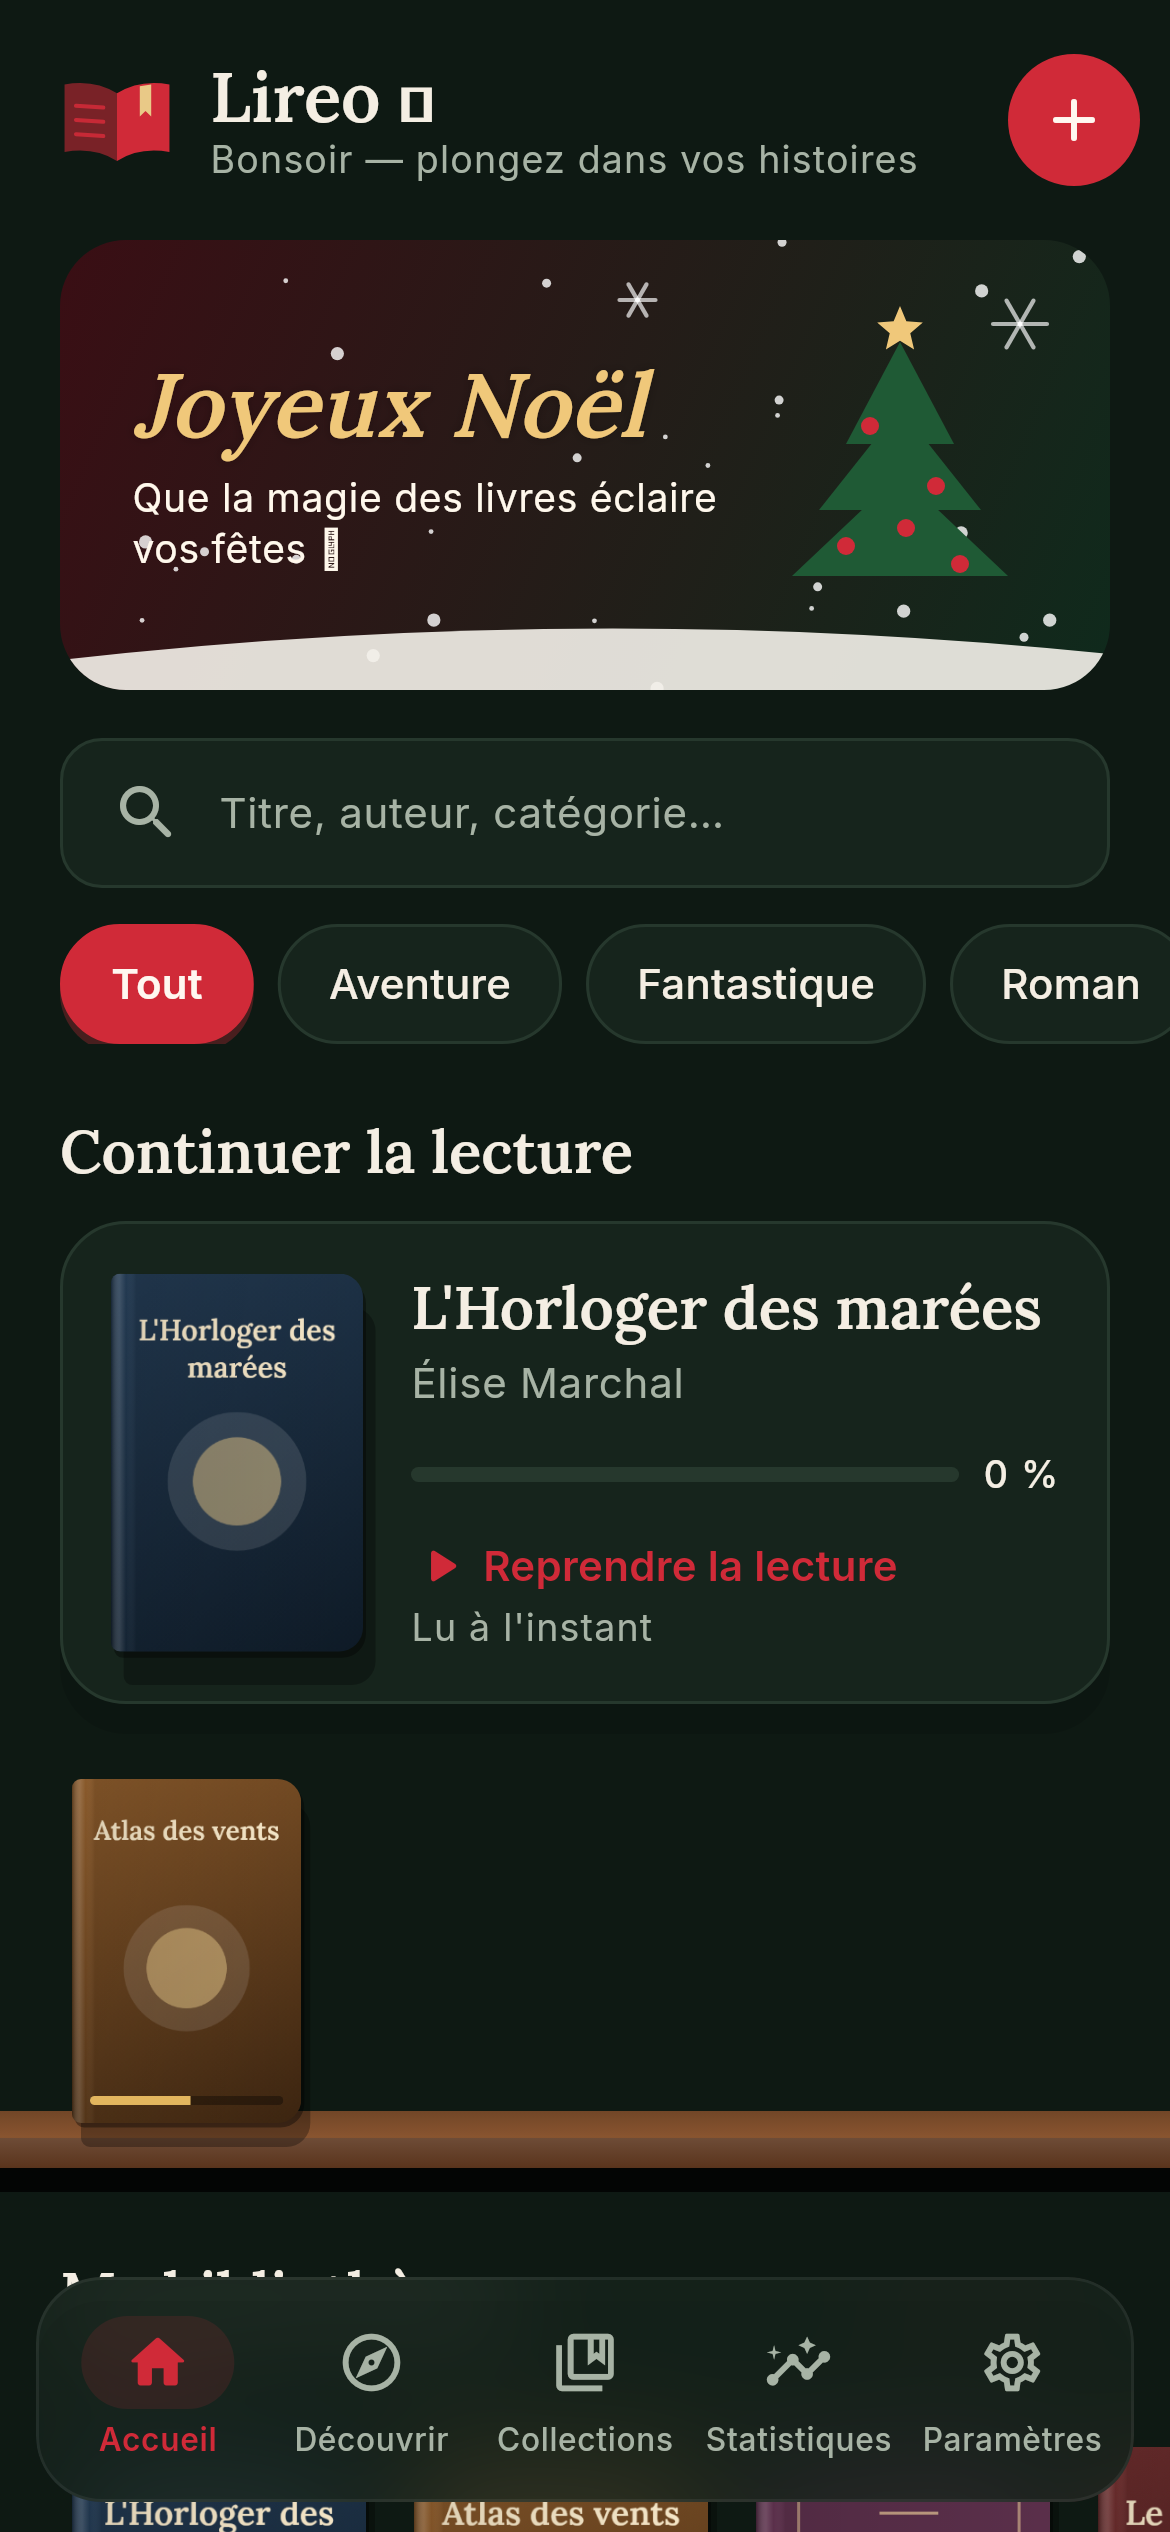 Lireo
Bonsoir — plongez dans vos histoires
Joyeux Noël
Que la magie des livres éclaire
vos fêtes
Titre, auteur, catégorie...
Tout
Aventure
Fantastique
Roman
Continuer la lecture
L'Horloger des
marées
L'Horloger des marées
Élise Marchal
0 %
Reprendre la lecture
Lu à l'instant
Atlas des vents
Accueil
Découvrir
Collections
Statistiques
Paramètres
L'Horloger des
Atlas des vents
Le